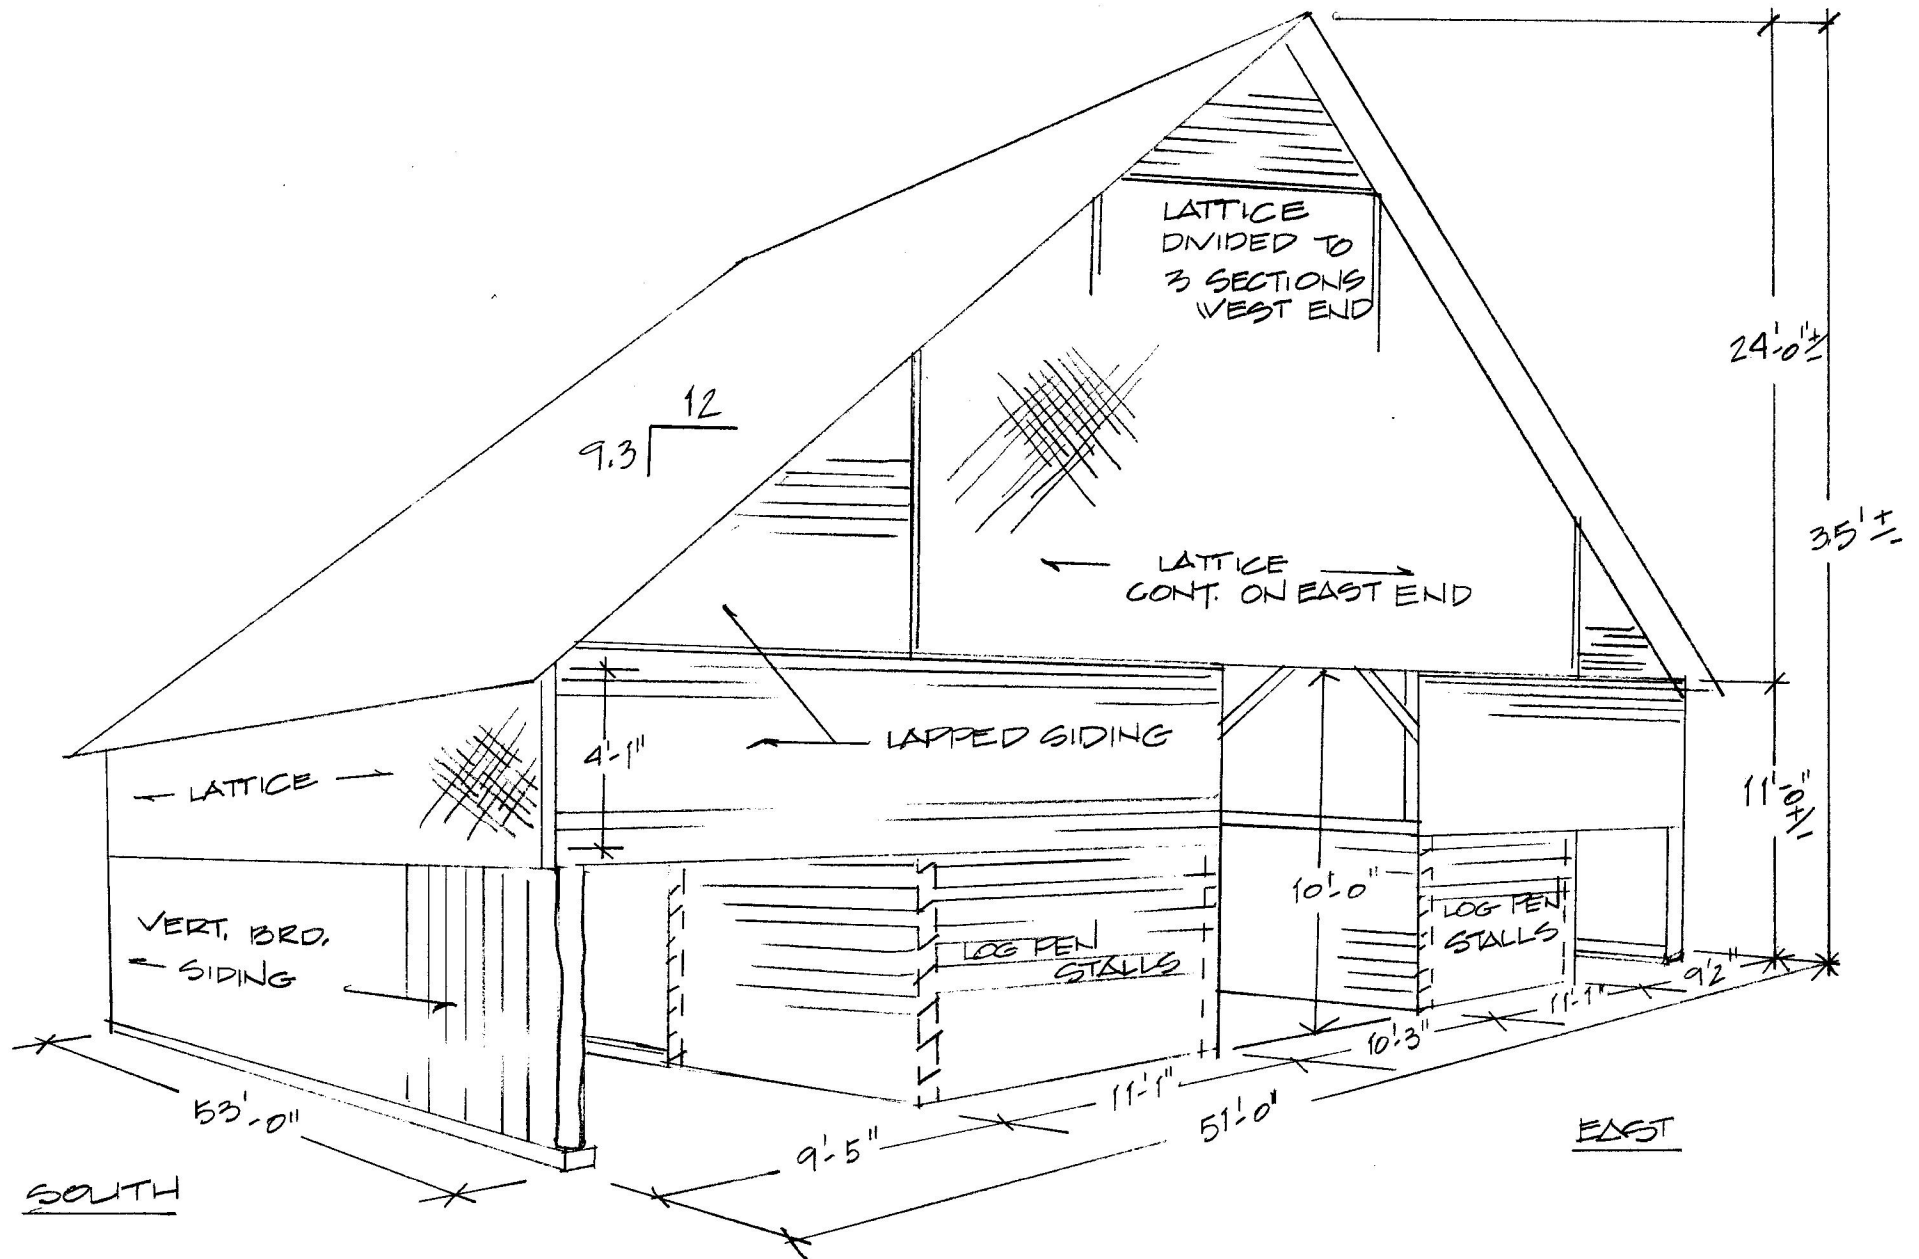 LATTICE
DIVIDED TO
3 SECTIONS
WEST END
24'-0"±
12
9.3
35'±
LATTICE
CONT. ON EAST END
LAPPED SIDING
4'-1"
LATTICE
11'-0"±
10'-0"
LOG PEN
STALLS
VERT. BRD.
SIDING
LOG PEN
STALLS
9'2"
11'-1"
10'-3"
11'-1"
51'-0"
9'-5"
53'-0"
EAST
SOUTH